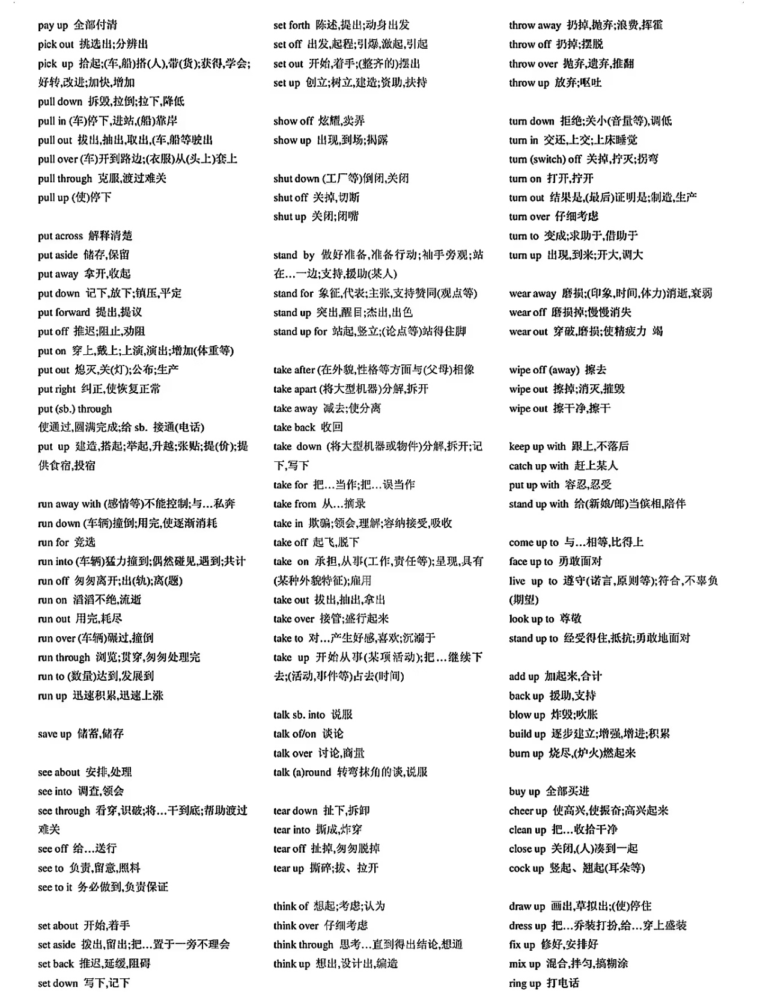 pay up 全部付清
pick out 挑选出;分辨出
pick up 拾起;(车,船)搭(人),带(货);获得,学会;
好转,改进;加快,增加
pull down 拆毁,拉倒;拉下,降低
pull in (车)停下,进站,(船)靠岸
pull out 拔出,抽出,取出,(车,船等驶出
pull over (车)开到路边;(衣服)从(头上)套上
pull through 克服,渡过难关
pull up (使)停下
put across 解释清楚
put aside 储存,保留
put away 拿开,收起
put down 记下,放下;镇压,平定
put forward 提出,提议
put off 推迟;阻止,劝阻
put on 穿上,戴上;上演,演出;增加(体重等)
put out 熄灭,关(灯);公布;生产
put right 纠正,使恢复正常
put (sb.) through
使通过,圆满完成;给 sb. 接通(电话)
put up 建造,搭起;举起,升越;张贴;提(价);提
供食宿,投宿
run away with (感情等)不能控制;与…私奔
run down (车辆)撞倒;用完,使逐渐消耗
run for 竞选
run into (车辆)猛力撞到;偶然碰见,遇到;共计
run off 匆匆离开;出(轨);离(题)
run on 滔滔不绝,流逝
run out 用完,耗尽
run over (车辆)碾过,撞倒
run through 浏览;贯穿,匆匆处理完
run to (数量)达到,发展到
run up 迅速积累,迅速上涨
save up 储蓄,储存
see about 安排,处理
see into 调查,领会
see through 看穿,识破;将…干到底;帮助渡过
难关
see off 给…送行
see to 负责,留意,照料
see to it 务必做到,负责保证
set about 开始,着手
set aside 拨出,留出;把…置于一旁不理会
set back 推迟,延缓,阻碍
set down 写下,记下
set forth 陈述,提出;动身出发
set off 出发,起程;引爆,激起,引起
set out 开始,着手;(整齐的)摆出
set up 创立;树立,建造;资助,扶持
show off 炫耀,卖弄
show up 出现,到场;揭露
shut down (工厂等)倒闭,关闭
shut off 关掉,切断
shut up 关闭;闭嘴
stand by 做好准备,准备行动;袖手旁观;站
在…一边;支持,援助(某人)
stand for 象征,代表;主张,支持赞同(观点等)
stand up 突出,醒目;杰出,出色
stand up for 站起,竖立;(论点等)站得住脚
take after (在外貌,性格等方面与(父母)相像
take apart (将大型机器)分解,拆开
take away 减去;使分离
take back 收回
take down (将大型机器或物件)分解,拆开;记
下,写下
take for 把…当作;把…误当作
take from 从…摘录
take in 欺骗;领会,理解;容纳接受,吸收
take off 起飞,脱下
take on 承担,从事(工作,责任等);呈现,具有
(某种外貌特征);雇用
take out 拔出,抽出,拿出
take over 接管;盛行起来
take to 对…产生好感,喜欢;沉溺于
take up 开始从事(某项活动);把…继续下
去;(活动,事件等)占去(时间)
talk sb. into 说服
talk of/on 谈论
talk over 讨论,商量
talk (a)round 转弯抹角的谈,说服
tear down 扯下,拆卸
tear into 撕成,炸穿
tear off 扯掉,匆匆脱掉
tear up 撕碎;拔、拉开
think of 想起;考虑;认为
think over 仔细考虑
think through 思考…直到得出结论,想通
think up 想出,设计出,编造
throw away 扔掉,抛弃;浪费,挥霍
throw off 扔掉;摆脱
throw over 抛弃,遗弃,推翻
throw up 放弃;呕吐
turn down 拒绝;关小(音量等),调低
turn in 交还,上交;上床睡觉
turn (switch) off 关掉,拧灭;拐弯
turn on 打开,拧开
turn out 结果是,(最后)证明是;制造,生产
turn over 仔细考虑
turn to 变成;求助于,借助于
turn up 出现,到来;开大,调大
wear away 磨损;(印象,时间,体力)消逝,衰弱
wear off 磨损掉;慢慢消失
wear out 穿破,磨损;使精疲力 竭
wipe off (away) 擦去
wipe out 擦掉;消灭,摧毁
wipe out 擦干净,擦干
keep up with 跟上,不落后
catch up with 赶上某人
put up with 容忍,忍受
stand up with 给(新娘/郎)当傧相,陪伴
come up to 与…相等,比得上
face up to 勇敢面对
live up to 遵守(诺言,原则等);符合,不辜负
(期望)
look up to 尊敬
stand up to 经受得住,抵抗;勇敢地面对
add up 加起来,合计
back up 援助,支持
blow up 炸毁;吹胀
build up 逐步建立;增强,增进;积累
burn up 烧尽,(炉火)燃起来
buy up 全部买进
cheer up 使高兴,使振奋;高兴起来
clean up 把…收拾干净
close up 关闭,(人)凑到一起
cock up 竖起、翘起(耳朵等)
draw up 画出,草拟出;(使)停住
dress up 把…乔装打扮,给…穿上盛装
fix up 修好,安排好
mix up 混合,拌匀,搞糊涂
ring up 打电话